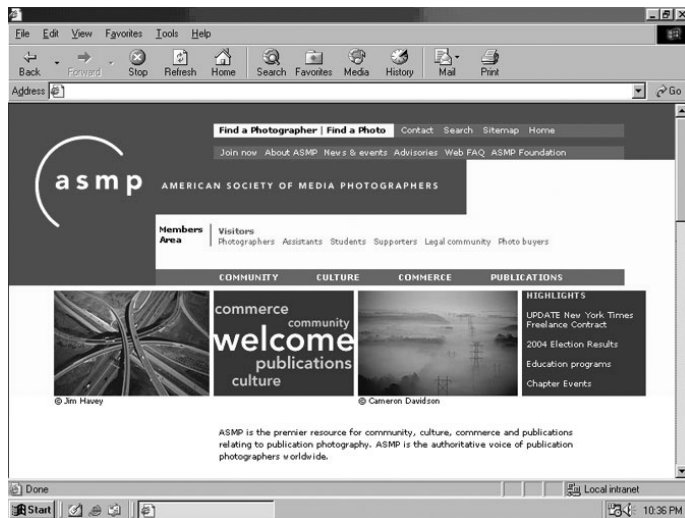 File Edit View Favorites Tools Help
Back Forward Stop Refresh Home Search Favorites Media History Mail Print
Address Go
Find a Photographer | Find a Photo Contact Search Sitemap Home
Join now About ASMP News & events Advisories Web FAQ ASMP Foundation
asmp AMERICAN SOCIETY OF MEDIA PHOTOGRAPHERS
Members Area
Visitors
Photographers Assistants Students Supporters Legal community Photo buyers
COMMUNITY CULTURE COMMERCE PUBLICATIONS
commerce
community
welcome
publications
culture
HIGHLIGHTS
UPDATE New York Times
Freelance Contract
2004 Election Results
Education programs
Chapter Events
© Jim Havey © Cameron Davidson
ASMP is the premier resource for community, culture, commerce and publications
relating to publication photography. ASMP is the authoritative voice of publication
photographers worldwide.
Done Local intranet
Start 10:36 PM